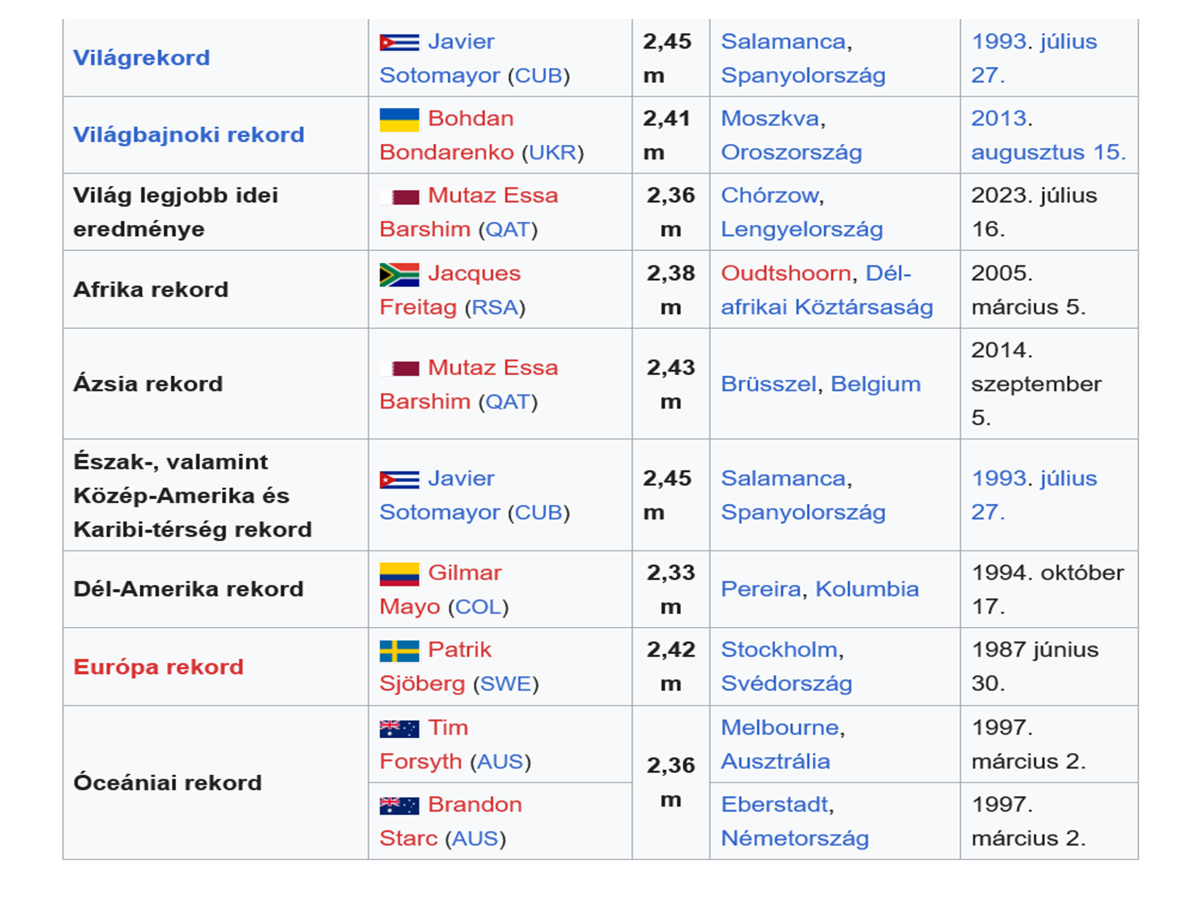 Világrekord
Javier
Sotomayor (CUB)
2,45
m
Salamanca,
Spanyolország
1993. július
27.
Világbajnoki rekord
Bohdan
Bondarenko (UKR)
2,41
m
Moszkva,
Oroszország
2013.
augusztus 15.
Világ legjobb idei
eredménye
Mutaz Essa
Barshim (QAT)
2,36
m
Chórzow,
Lengyelország
2023. július
16.
Afrika rekord
Jacques
Freitag (RSA)
2,38
m
Oudtshoorn, Dél-
afrikai Köztársaság
2005.
március 5.
Ázsia rekord
Mutaz Essa
Barshim (QAT)
2,43
m
Brüsszel, Belgium
2014.
szeptember
5.
Észak-, valamint
Közép-Amerika és
Karibi-térség rekord
Javier
Sotomayor (CUB)
2,45
m
Salamanca,
Spanyolország
1993. július
27.
Dél-Amerika rekord
Gilmar
Mayo (COL)
2,33
m
Pereira, Kolumbia
1994. október
17.
Európa rekord
Patrik
Sjöberg (SWE)
2,42
m
Stockholm,
Svédország
1987 június
30.
Óceániai rekord
Tim
Forsyth (AUS)
2,36
m
Melbourne,
Ausztrália
1997.
március 2.
Brandon
Starc (AUS)
Eberstadt,
Németország
1997.
március 2.